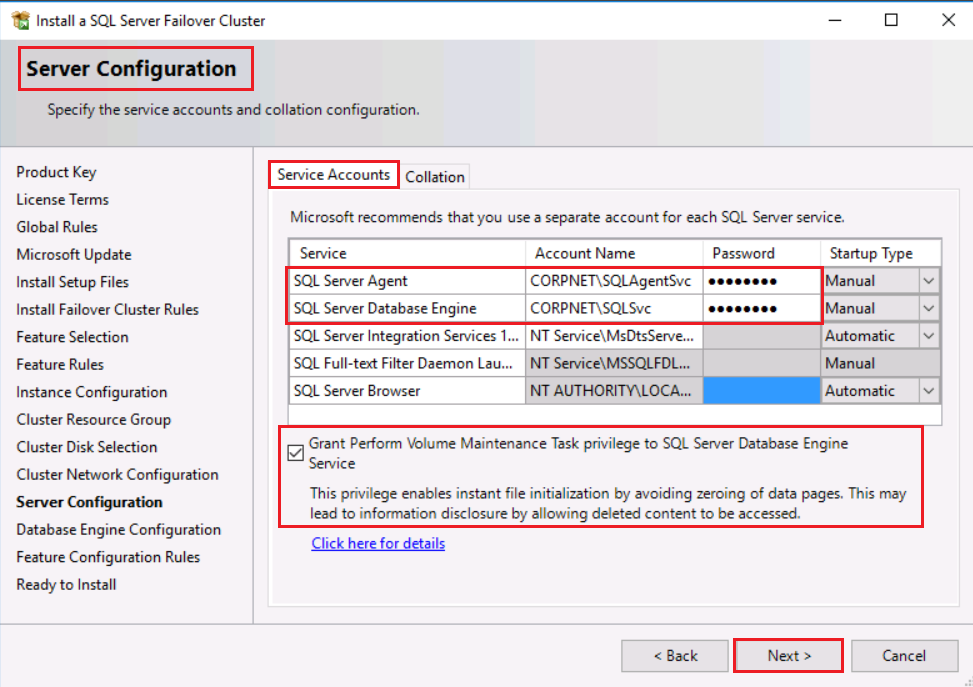 Install a SQL Server Failover Cluster
Server Configuration
Specify the service accounts and collation configuration.
Product Key
License Terms
Global Rules
Microsoft Update
Install Setup Files
Install Failover Cluster Rules
Feature Selection
Feature Rules
Instance Configuration
Cluster Resource Group
Cluster Disk Selection
Cluster Network Configuration
Server Configuration
Database Engine Configuration
Feature Configuration Rules
Ready to Install
Service Accounts Collation
Microsoft recommends that you use a separate account for each SQL Server service.
Service Account Name Password Startup Type
SQL Server Agent CORPNET\SQLAgentSvc ●●●●●●●● Manual
SQL Server Database Engine CORPNET\SQLSvc ●●●●●●●● Manual
SQL Server Integration Services 1... NT Service\MsDtsServe... Automatic
SQL Full-text Filter Daemon Lau... NT Service\MSSQLFDL... Manual
SQL Server Browser NT AUTHORITY\LOCA... Automatic
Grant Perform Volume Maintenance Task privilege to SQL Server Database Engine
Service
This privilege enables instant file initialization by avoiding zeroing of data pages. This may
lead to information disclosure by allowing deleted content to be accessed.
Click here for details
< Back Next > Cancel